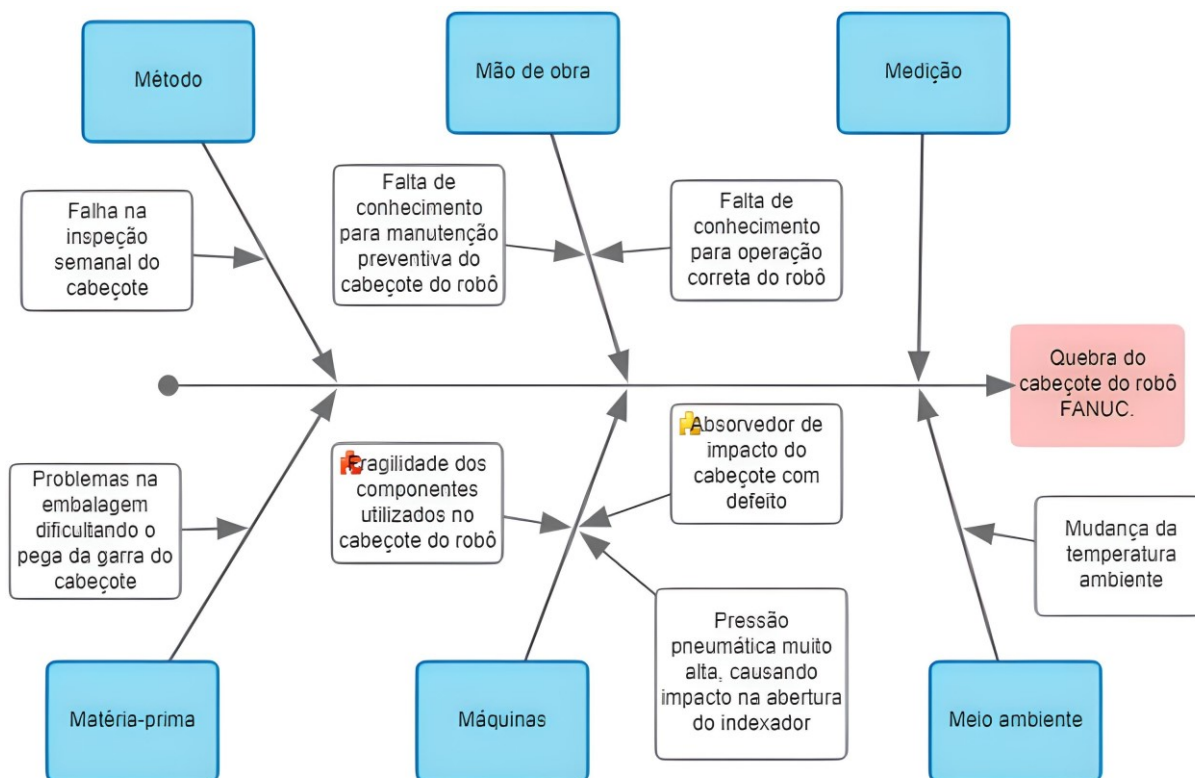 Método
Mão de obra
Medição
Falha na
inspeção
semanal do
cabeçote
Falta de
conhecimento
para manutenção
preventiva do
cabeçote do robô
Falta de
conhecimento
para operação
correta do robô
Quebra do
cabeçote do robô
FANUC.
Problemas na
embalagem
dificultando o
pega da garra do
cabeçote
Fragilidade dos
componentes
utilizados no
cabeçote do robô
Absorvedor de
impacto do
cabeçote com
defeito
Pressão
pneumática muito
alta, causando
impacto na abertura
do indexador
Mudança da
temperatura
ambiente
Matéria-prima
Máquinas
Meio ambiente